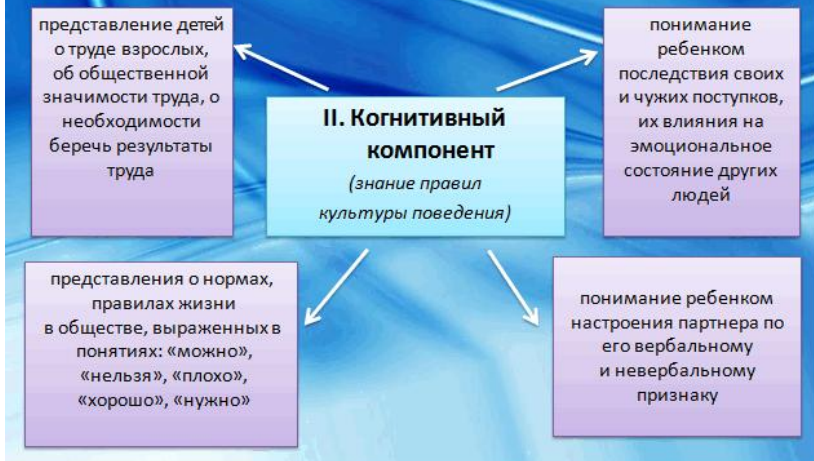 представление детей
о труде взрослых,
об общественной
значимости труда, о
необходимости
беречь результаты
труда
понимание
ребенком
последствия своих
и чужих поступков,
их влияния на
эмоциональное
состояние других
людей
II. Когнитивный
компонент
(знание правил
культуры поведения)
представления о нормах,
правилах жизни
в обществе, выраженных в
понятиях: «можно»,
«нельзя», «плохо»,
«хорошо», «нужно»
понимание ребенком
настроения партнера по
его вербальному
и невербальному
признаку